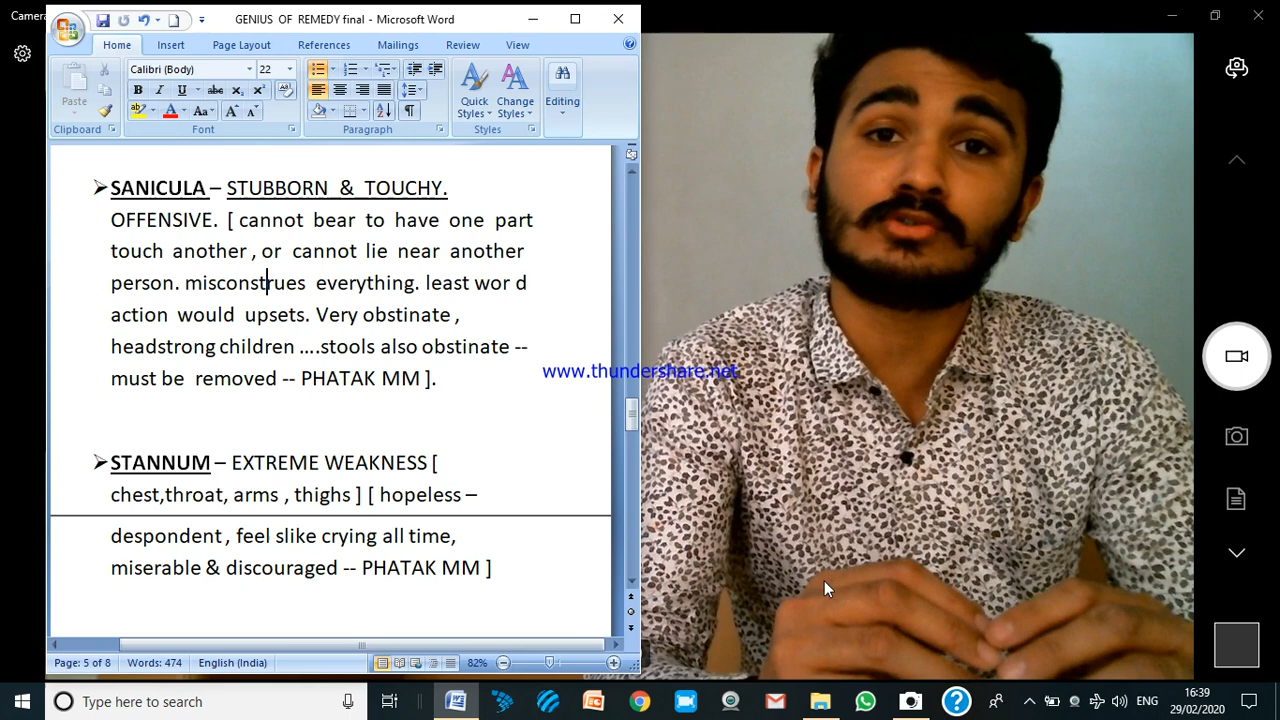 Camera
GENIUS OF REMEDY final - Microsoft Word
Home Insert Page Layout References Mailings Review View
Calibri (Body) 22
Paste
Quick Styles
Change Styles
Editing
Clipboard Font Paragraph Styles
SANICULA – STUBBORN & TOUCHY.
OFFENSIVE. [ cannot bear to have one part
touch another , or cannot lie near another
person. misconstrues everything. least wor d
action would upsets. Very obstinate ,
headstrong children ....stools also obstinate --
must be removed -- PHATAK MM ].
www.thundershare.net
STANNUM – EXTREME WEAKNESS [
chest,throat, arms , thighs ] [ hopeless –
despondent , feel slike crying all time,
miserable & discouraged -- PHATAK MM ]
Page: 5 of 8 Words: 474 English (India) 82%
Type here to search
ENG
16:39
29/02/2020